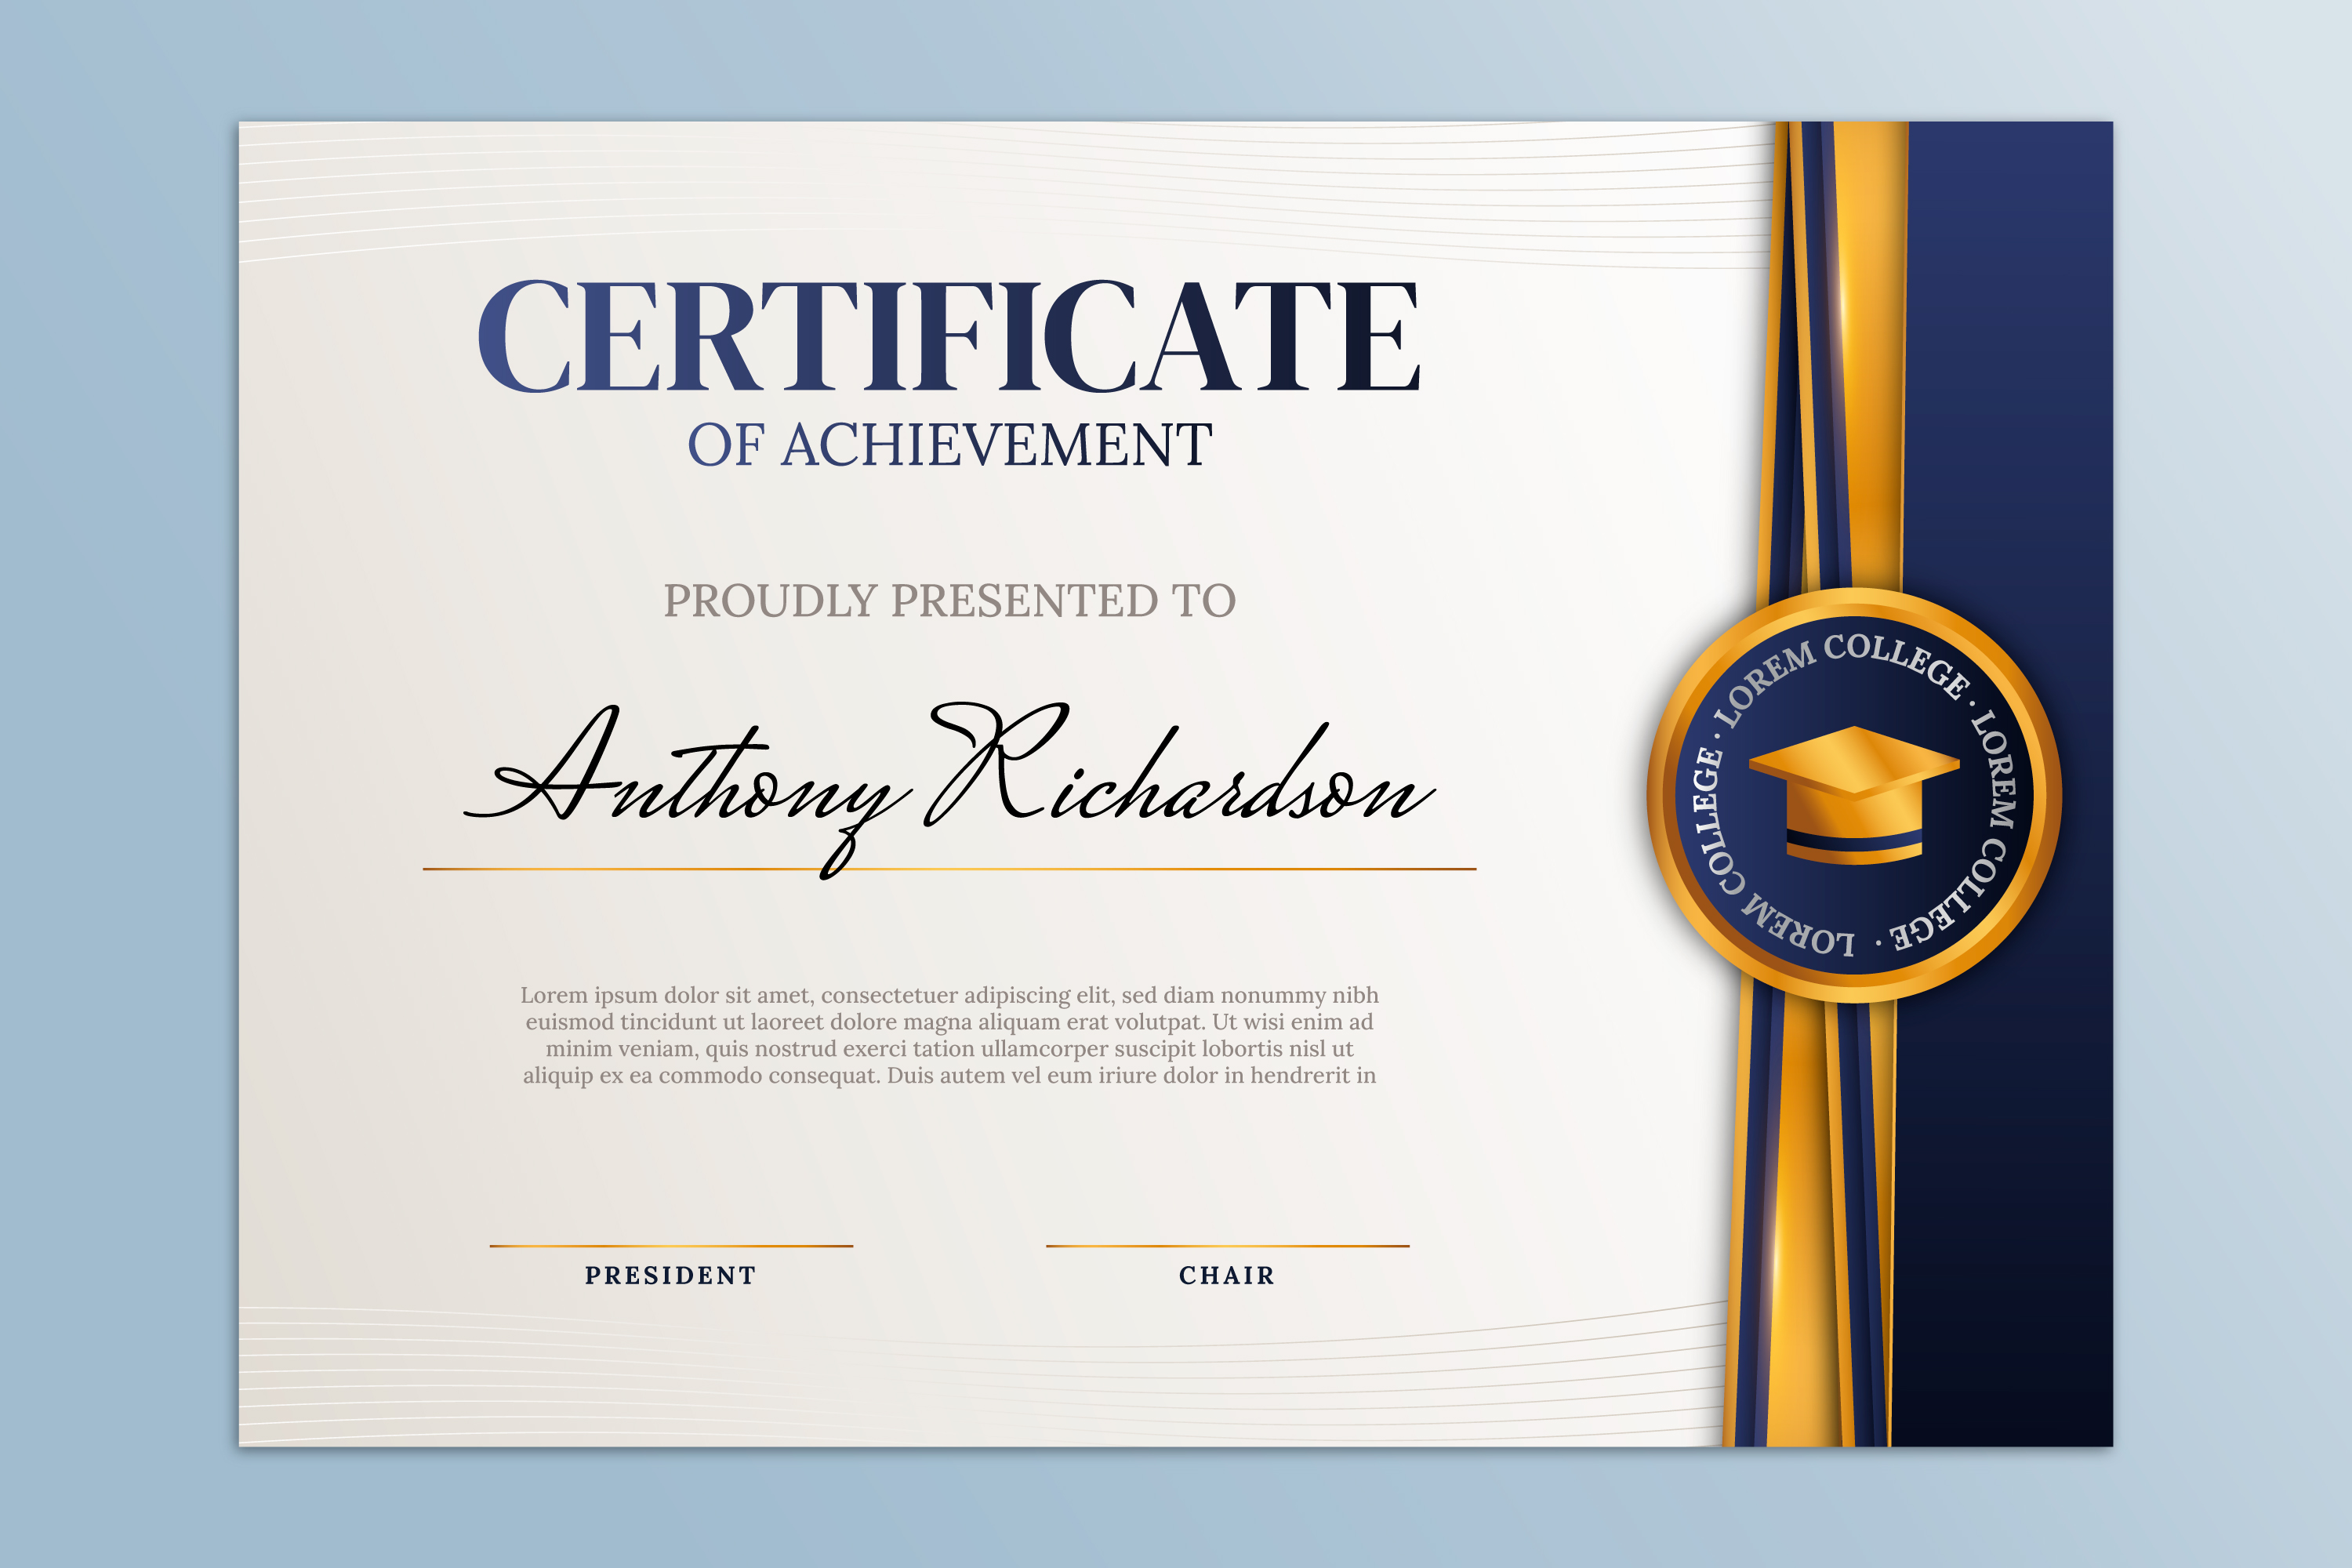 CERTIFICATE
OF ACHIEVEMENT
PROUDLY PRESENTED TO
Anthony Richardson
Lorem ipsum dolor sit amet, consectetuer adipiscing elit, sed diam nonummy nibh
euismod tincidunt ut laoreet dolore magna aliquam erat volutpat. Ut wisi enim ad
minim veniam, quis nostrud exerci tation ullamcorper suscipit lobortis nisl ut
aliquip ex ea commodo consequat. Duis autem vel eum iriure dolor in hendrerit in
PRESIDENT
CHAIR
LOREM COLLEGE · LOREM COLLEGE · LOREM COLLEGE ·